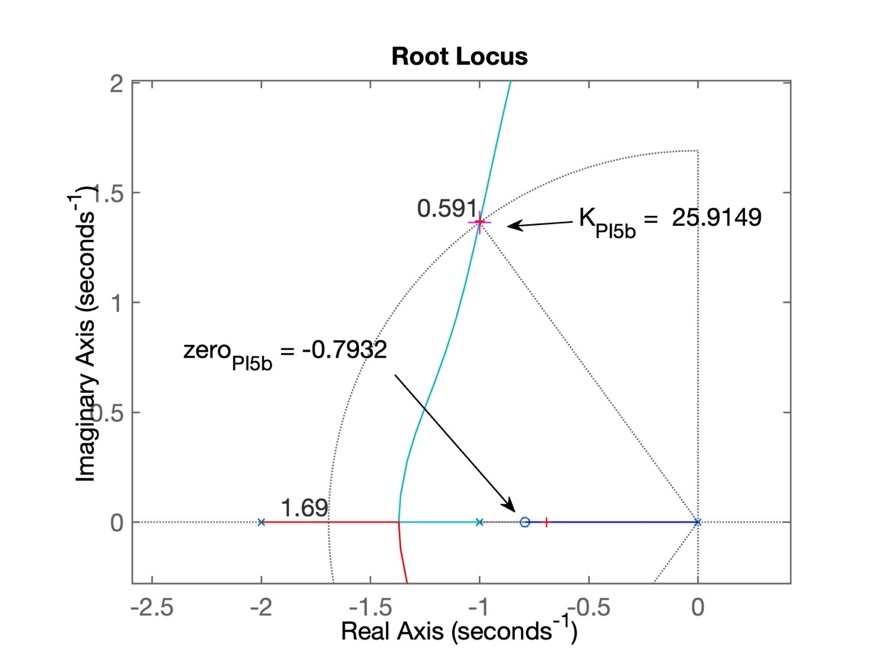 Root Locus
2
1.5
1
0.5
0
Imaginary Axis (seconds-1)
0.591
KPI5b = 25.9149
zeroPI5b = -0.7932
1.69
-2.5
-2
-1.5
-1
-0.5
0
Real Axis (seconds-1)